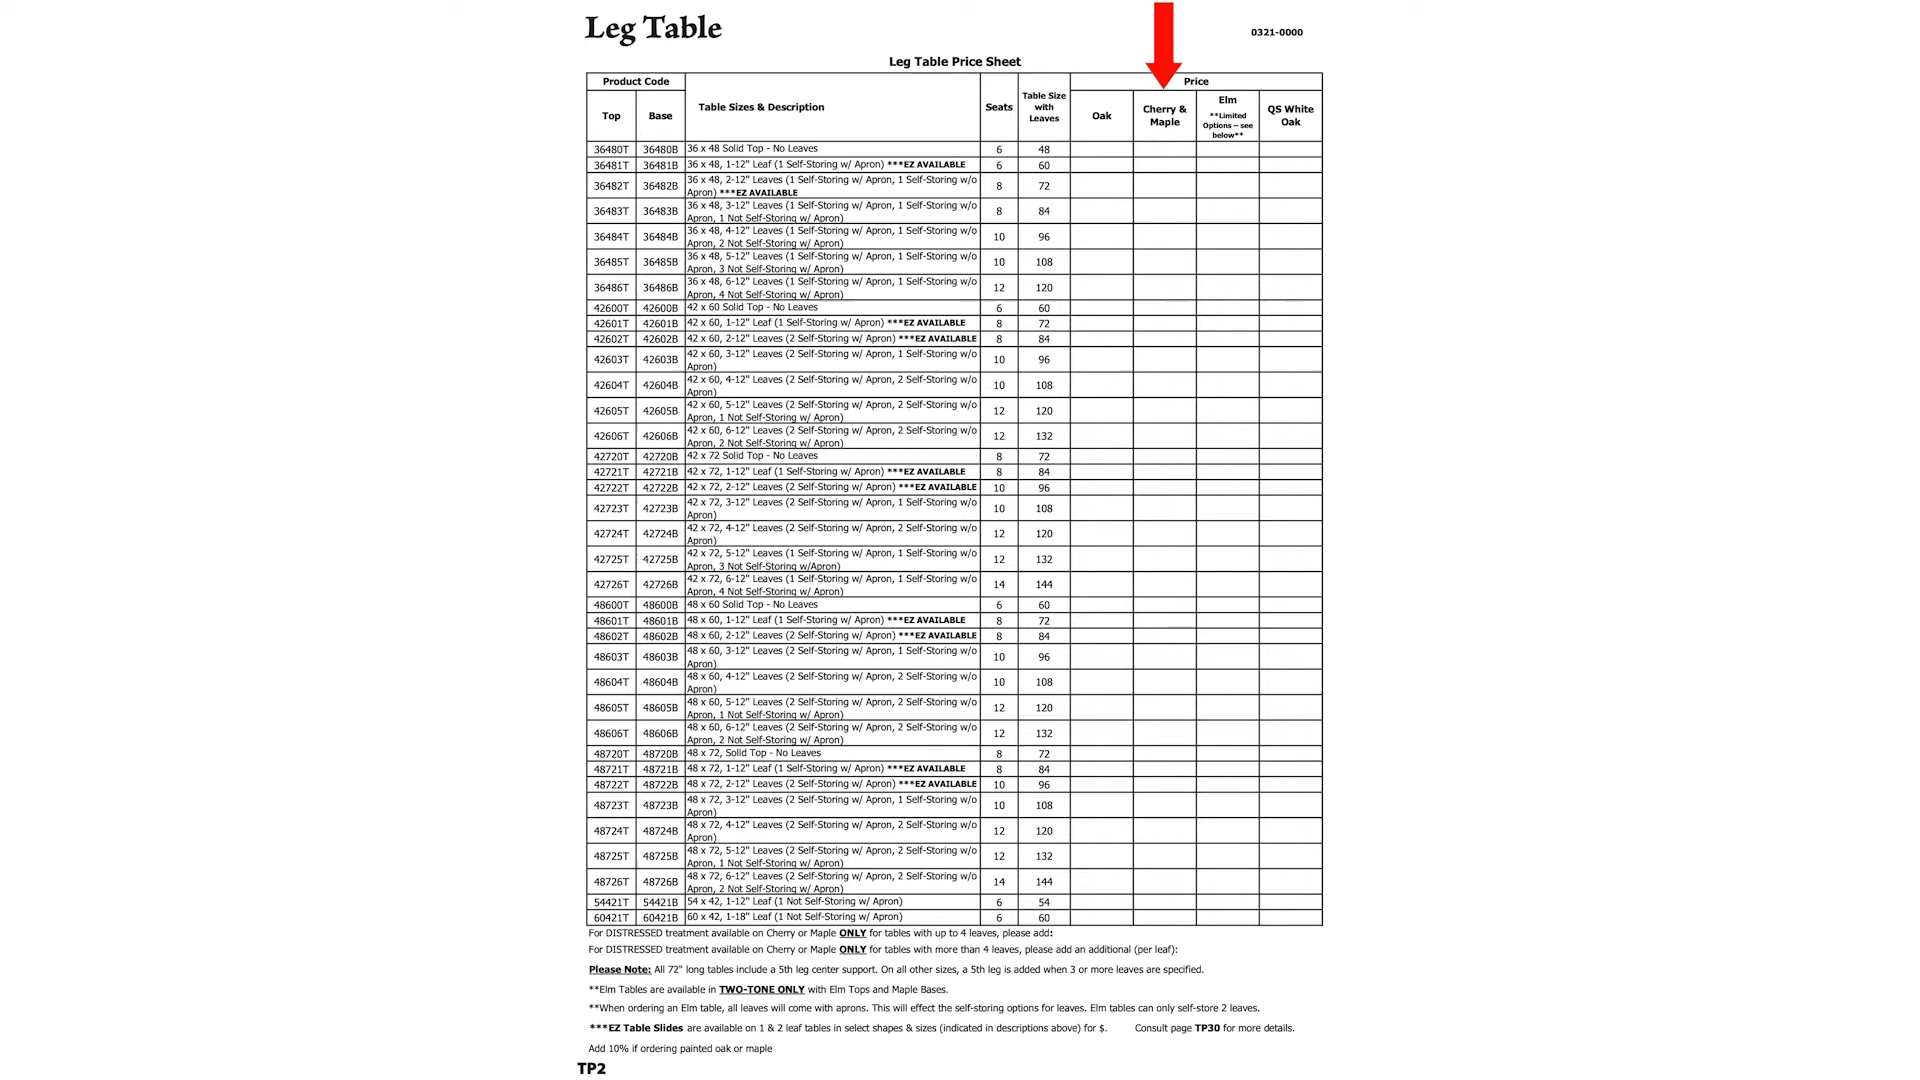 Leg Table
0321-0000
Leg Table Price Sheet
Product Code
Table Sizes & Description
Seats
Table Size with Leaves
Price
Top
Base
Oak
Cherry & Maple
Elm
**Limited Options – see below**
QS White Oak
36480T 36480B 36 x 48 Solid Top - No Leaves 6 48
36481T 36481B 36 x 48, 1-12" Leaf (1 Self-Storing w/ Apron) ***EZ AVAILABLE 6 60
36482T 36482B 36 x 48, 2-12" Leaves (1 Self-Storing w/ Apron, 1 Self-Storing w/o
Apron) ***EZ AVAILABLE 8 72
36483T 36483B 36 x 48, 3-12" Leaves (1 Self-Storing w/ Apron, 1 Self-Storing w/o
Apron, 1 Not Self-Storing w/ Apron) 8 84
36484T 36484B 36 x 48, 4-12" Leaves (1 Self-Storing w/ Apron, 1 Self-Storing w/o
Apron, 2 Not Self-Storing w/ Apron) 10 96
36485T 36485B 36 x 48, 5-12" Leaves (1 Self-Storing w/ Apron, 1 Self-Storing w/o
Apron, 3 Not Self-Storing w/ Apron) 10 108
36486T 36486B 36 x 48, 6-12" Leaves (1 Self-Storing w/ Apron, 1 Self-Storing w/o
Apron, 4 Not Self-Storing w/ Apron) 12 120
42600T 42600B 42 x 60 Solid Top - No Leaves 6 60
42601T 42601B 42 x 60, 1-12" Leaf (1 Self-Storing w/ Apron) ***EZ AVAILABLE 8 72
42602T 42602B 42 x 60, 2-12" Leaves (2 Self-Storing w/ Apron) ***EZ AVAILABLE 8 84
42603T 42603B 42 x 60, 3-12" Leaves (2 Self-Storing w/ Apron, 1 Self-Storing w/o
Apron) 10 96
42604T 42604B 42 x 60, 4-12" Leaves (2 Self-Storing w/ Apron, 2 Self-Storing w/o
Apron) 10 108
42605T 42605B 42 x 60, 5-12" Leaves (2 Self-Storing w/ Apron, 2 Self-Storing w/o
Apron, 1 Not Self-Storing w/ Apron) 12 120
42606T 42606B 42 x 60, 6-12" Leaves (2 Self-Storing w/ Apron, 2 Self-Storing w/o
Apron, 2 Not Self-Storing w/ Apron) 12 132
42720T 42720B 42 x 72 Solid Top - No Leaves 8 72
42721T 42721B 42 x 72, 1-12" Leaf (1 Self-Storing w/ Apron) ***EZ AVAILABLE 8 84
42722T 42722B 42 x 72, 2-12" Leaves (2 Self-Storing w/ Apron) ***EZ AVAILABLE 10 96
42723T 42723B 42 x 72, 3-12" Leaves (2 Self-Storing w/ Apron, 1 Self-Storing w/o
Apron) 10 108
42724T 42724B 42 x 72, 4-12" Leaves (2 Self-Storing w/ Apron, 2 Self-Storing w/o
Apron) 12 120
42725T 42725B 42 x 72, 5-12" Leaves (1 Self-Storing w/ Apron, 1 Self-Storing w/o
Apron, 3 Not Self-Storing w/Apron) 12 132
42726T 42726B 42 x 72, 6-12" Leaves (1 Self-Storing w/ Apron, 1 Self-Storing w/o
Apron, 4 Not Self-Storing w/ Apron) 14 144
48600T 48600B 48 x 60 Solid Top - No Leaves 6 60
48601T 48601B 48 x 60, 1-12" Leaf (1 Self-Storing w/ Apron) ***EZ AVAILABLE 8 72
48602T 48602B 48 x 60, 2-12" Leaves (2 Self-Storing w/ Apron) ***EZ AVAILABLE 8 84
48603T 48603B 48 x 60, 3-12" Leaves (2 Self-Storing w/ Apron, 1 Self-Storing w/o
Apron) 10 96
48604T 48604B 48 x 60, 4-12" Leaves (2 Self-Storing w/ Apron, 2 Self-Storing w/o
Apron) 10 108
48605T 48605B 48 x 60, 5-12" Leaves (2 Self-Storing w/ Apron, 2 Self-Storing w/o
Apron, 1 Not Self-Storing w/ Apron) 12 120
48606T 48606B 48 x 60, 6-12" Leaves (2 Self-Storing w/ Apron, 2 Self-Storing w/o
Apron, 2 Not Self-Storing w/ Apron) 12 132
48720T 48720B 48 x 72, Solid Top - No Leaves 8 72
48721T 48721B 48 x 72, 1-12" Leaf (1 Self-Storing w/ Apron) ***EZ AVAILABLE 8 84
48722T 48722B 48 x 72, 2-12" Leaves (2 Self-Storing w/ Apron) ***EZ AVAILABLE 10 96
48723T 48723B 48 x 72, 3-12" Leaves (2 Self-Storing w/ Apron, 1 Self-Storing w/o
Apron) 10 108
48724T 48724B 48 x 72, 4-12" Leaves (2 Self-Storing w/ Apron, 2 Self-Storing w/o
Apron) 12 120
48725T 48725B 48 x 72, 5-12" Leaves (2 Self-Storing w/ Apron, 2 Self-Storing w/o
Apron, 1 Not Self-Storing w/ Apron) 12 132
48726T 48726B 48 x 72, 6-12" Leaves (2 Self-Storing w/ Apron, 2 Self-Storing w/o
Apron, 2 Not Self-Storing w/ Apron) 14 144
54421T 54421B 54 x 42, 1-12" Leaf (1 Not Self-Storing w/ Apron) 6 54
60421T 60421B 60 x 42, 1-18" Leaf (1 Not Self-Storing w/ Apron) 6 60
For DISTRESSED treatment available on Cherry or Maple ONLY for tables with up to 4 leaves, please add:
For DISTRESSED treatment available on Cherry or Maple ONLY for tables with more than 4 leaves, please add an additional (per leaf):
Please Note: All 72" long tables include a 5th leg center support. On all other sizes, a 5th leg is added when 3 or more leaves are specified.
**Elm Tables are available in TWO-TONE ONLY with Elm Tops and Maple Bases.
**When ordering an Elm table, all leaves will come with aprons. This will effect the self-storing options for leaves. Elm tables can only self-store 2 leaves.
***EZ Table Slides are available on 1 & 2 leaf tables in select shapes & sizes (indicated in descriptions above) for $. Consult page TP30 for more details.
Add 10% if ordering painted oak or maple
TP2